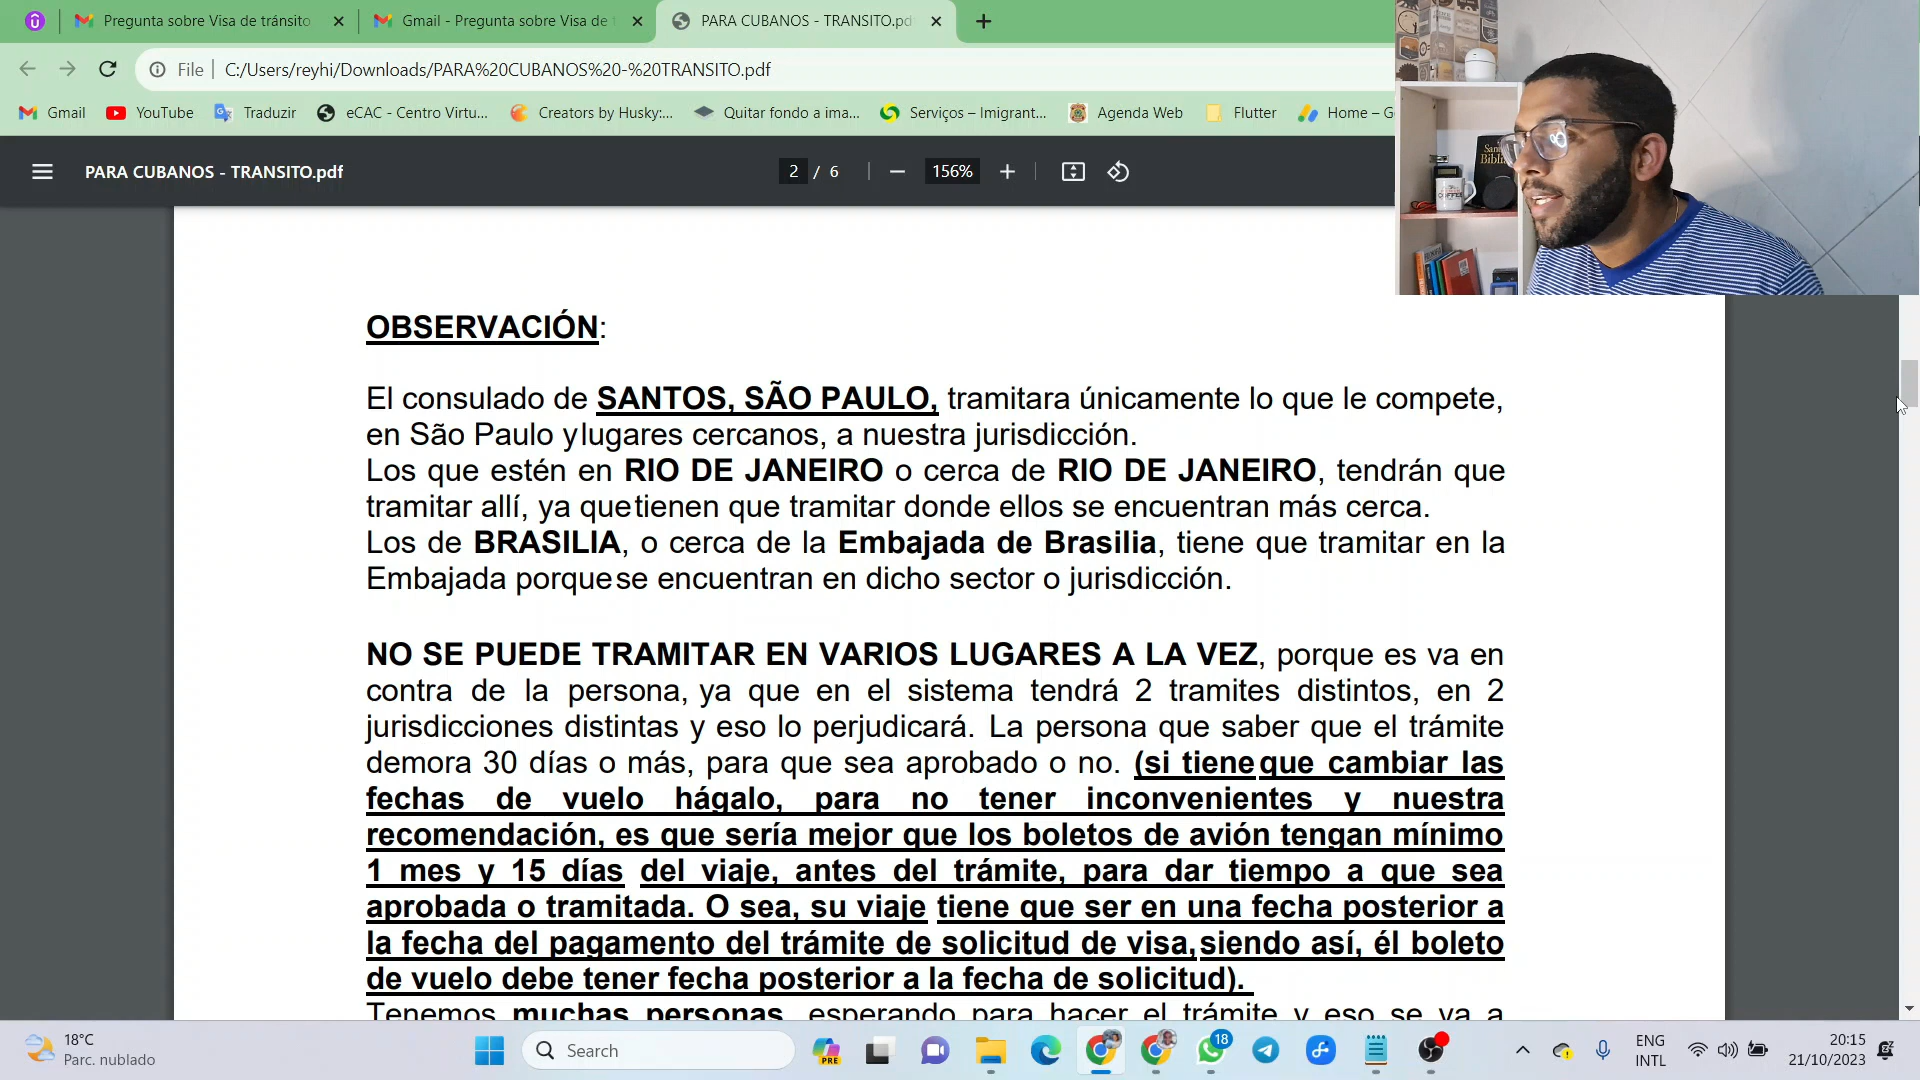 Pregunta sobre Visa de tránsito
Gmail - Pregunta sobre Visa de
PARA CUBANOS - TRANSITO.pd
File
C:/Users/reyhi/Downloads/PARA%20CUBANOS%20-%20TRANSITO.pdf
Gmail
YouTube
Traduzir
eCAC - Centro Virtu...
Creators by Husky:...
Quitar fondo a ima...
Serviços – Imigrant...
Agenda Web
Flutter
Home – G
PARA CUBANOS - TRANSITO.pdf
2 / 6
156%
OBSERVACIÓN:
El consulado de SANTOS, SÃO PAULO, tramitara únicamente lo que le compete,
en São Paulo ylugares cercanos, a nuestra jurisdicción.
Los que estén en RIO DE JANEIRO o cerca de RIO DE JANEIRO, tendrán que
tramitar allí, ya quetienen que tramitar donde ellos se encuentran más cerca.
Los de BRASILIA, o cerca de la Embajada de Brasilia, tiene que tramitar en la
Embajada porquese encuentran en dicho sector o jurisdicción.
NO SE PUEDE TRAMITAR EN VARIOS LUGARES A LA VEZ, porque es va en
contra de la persona, ya que en el sistema tendrá 2 tramites distintos, en 2
jurisdicciones distintas y eso lo perjudicará. La persona que saber que el trámite
demora 30 días o más, para que sea aprobado o no. (si tieneque cambiar las
fechas de vuelo hágalo, para no tener inconvenientes y nuestra
recomendación, es que sería mejor que los boletos de avión tengan mínimo
1 mes y 15 días del viaje, antes del trámite, para dar tiempo a que sea
aprobada o tramitada. O sea, su viaje tiene que ser en una fecha posterior a
la fecha del pagamento del trámite de solicitud de visa,siendo así, él boleto
de vuelo debe tener fecha posterior a la fecha de solicitud).
Tenemos muchas personas, esperando para hacer el trámite y eso se va a
18°C
Parc. nublado
Search
PRE
18
ENG
INTL
20:15
21/10/2023